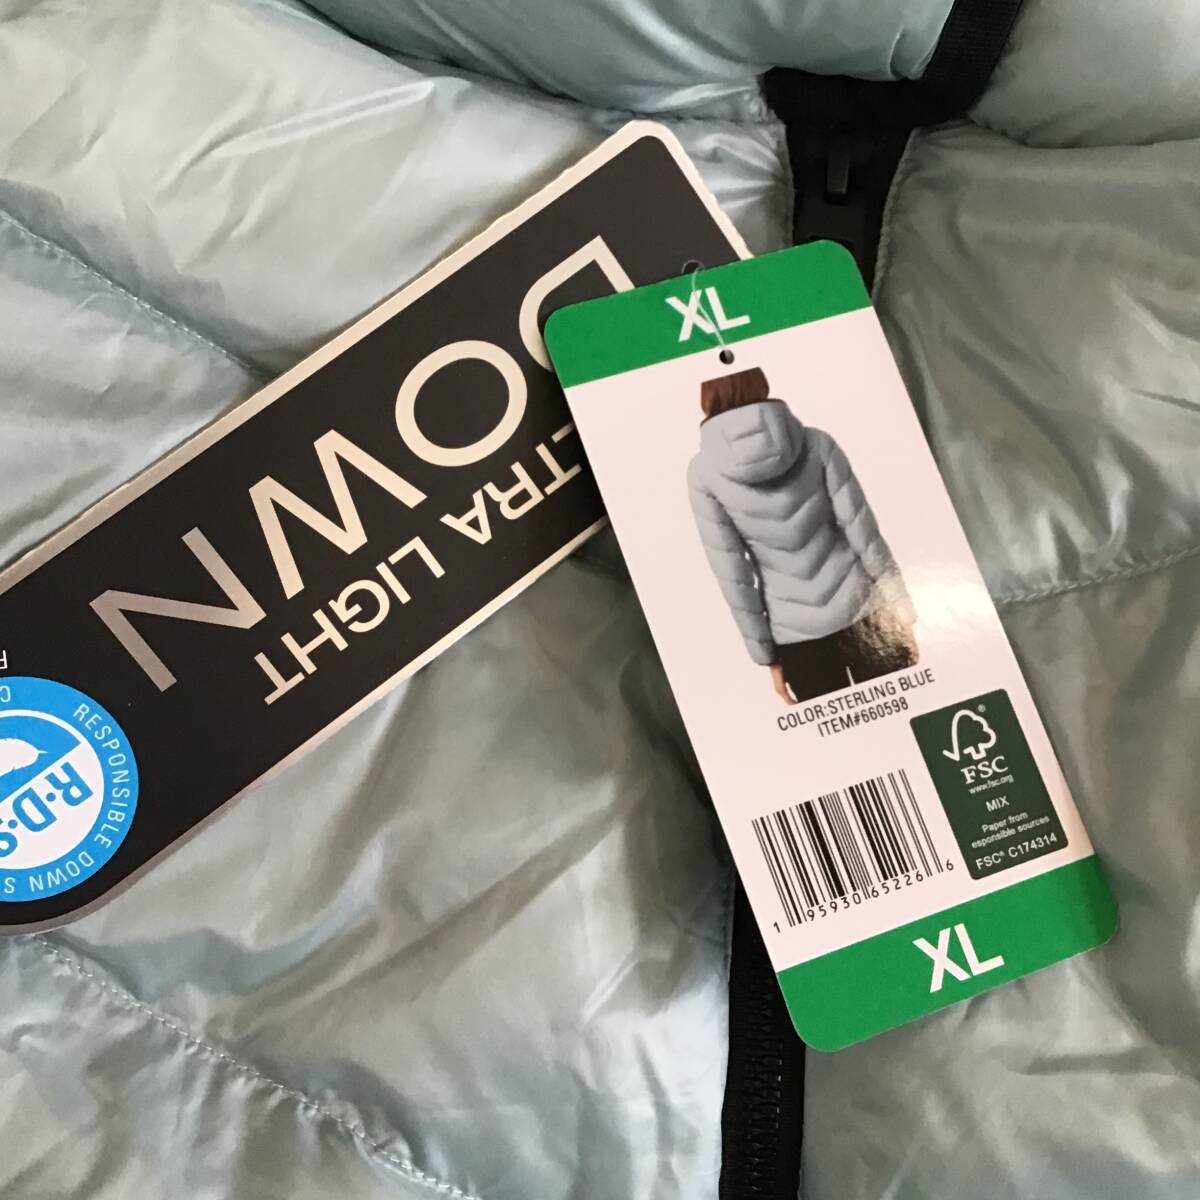 ULTRA LIGHT
DOWN
RESPONSIBLE DOWN S
R·D·S
XL
COLOR:STERLING BLUE
ITEM#660598
FSC®
www.fsc.org
MIX
Paper from
esponsible sources
FSC® C174314
1 95930 65226 6
XL